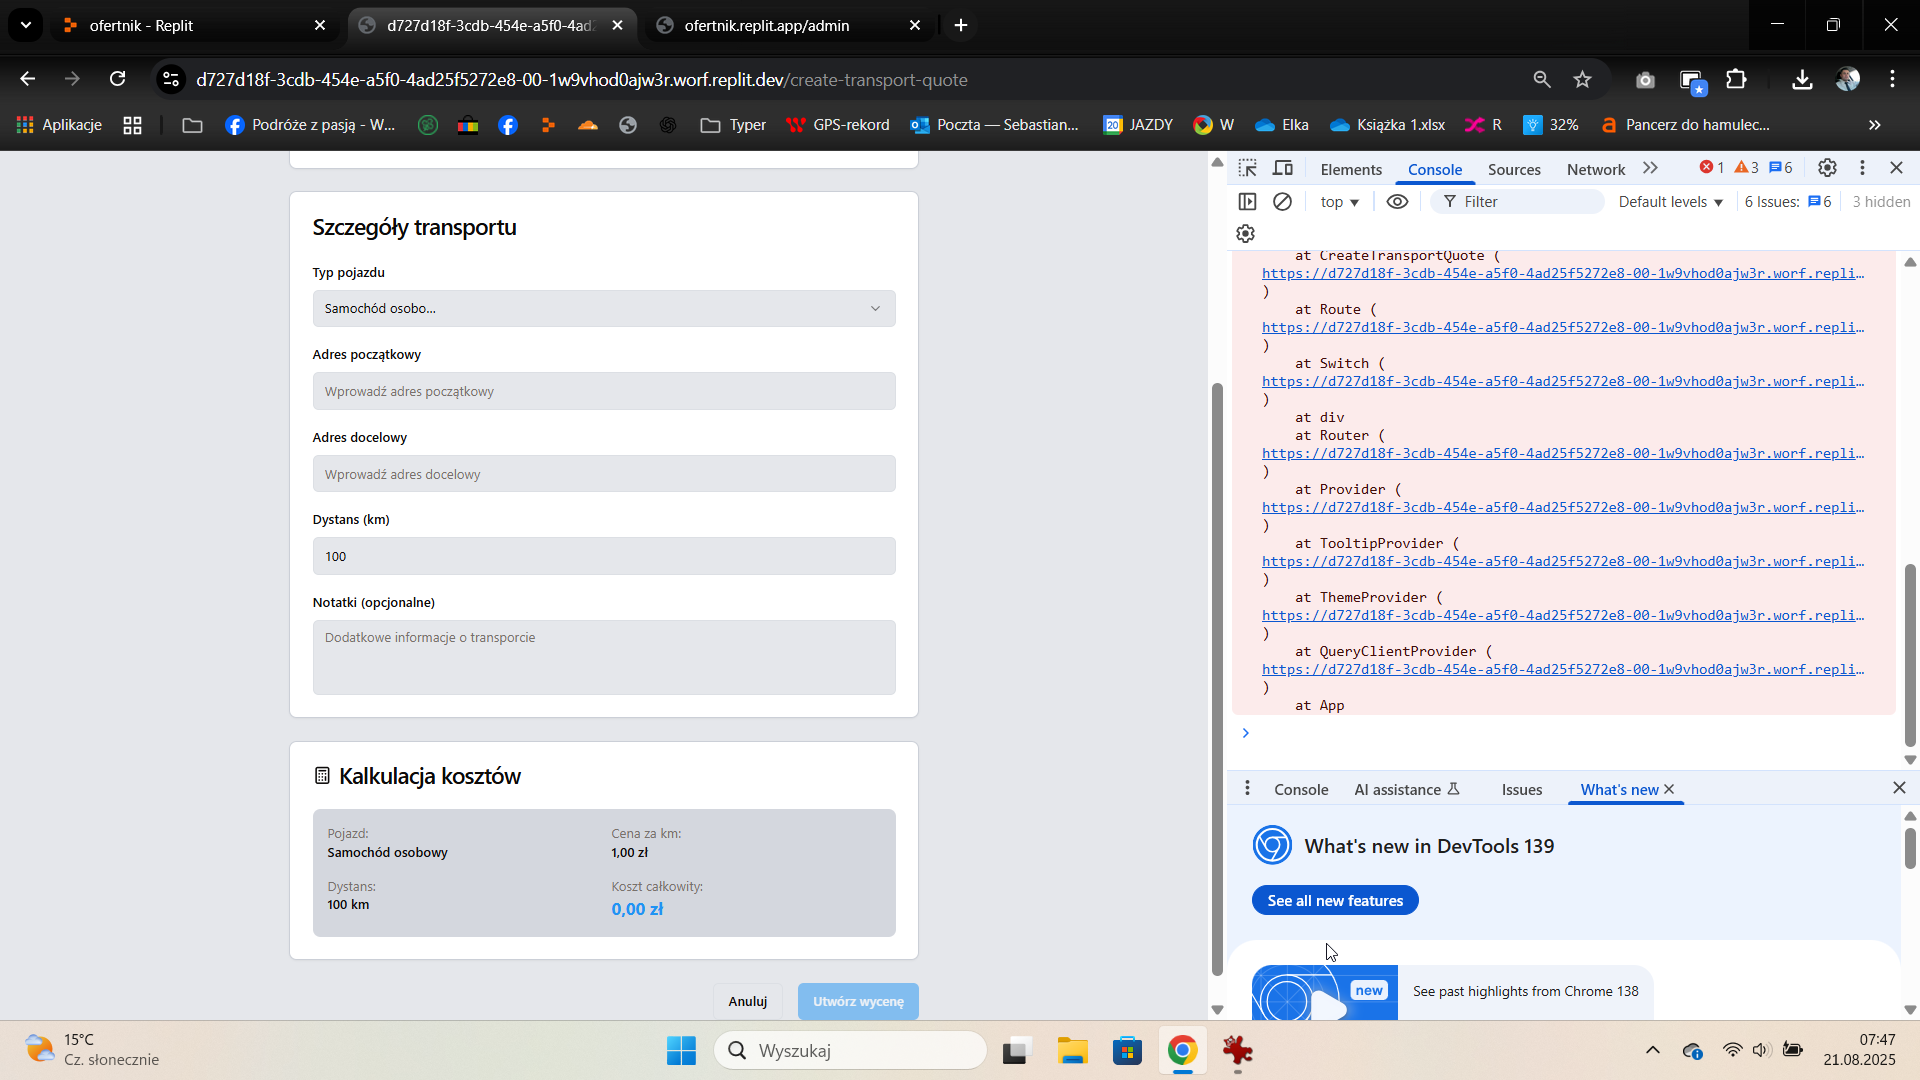 ofertnik - Replit
d727d18f-3cdb-454e-a5f0-4ad
ofertnik.replit.app/admin
d727d18f-3cdb-454e-a5f0-4ad25f5272e8-00-1w9vhod0ajw3r.worf.replit.dev/create-transport-quote
Aplikacje
Podróże z pasją - W...
Typer
GPS-rekord
Poczta — Sebastian...
20 JAZDY
W
Elka
Książka 1.xlsx
R
32%
Pancerz do hamulec...
»
Szczegóły transportu
Typ pojazdu
Samochód osobo...
Adres początkowy
Wprowadź adres początkowy
Adres docelowy
Wprowadź adres docelowy
Dystans (km)
100
Notatki (opcjonalne)
Dodatkowe informacje o transporcie
Kalkulacja kosztów
Pojazd:
Samochód osobowy
Cena za km:
1,00 zł
Dystans:
100 km
Koszt całkowity:
0,00 zł
Anuluj
Utwórz wycenę
Elements
Console
Sources
Network
1
3
6
top
Filter
Default levels
6 Issues: 6
3 hidden
at CreateTransportQuote (
https://d727d18f-3cdb-454e-a5f0-4ad25f5272e8-00-1w9vhod0ajw3r.worf.repli…
)
at Route (
https://d727d18f-3cdb-454e-a5f0-4ad25f5272e8-00-1w9vhod0ajw3r.worf.repli…
)
at Switch (
https://d727d18f-3cdb-454e-a5f0-4ad25f5272e8-00-1w9vhod0ajw3r.worf.repli…
)
at div
at Router (
https://d727d18f-3cdb-454e-a5f0-4ad25f5272e8-00-1w9vhod0ajw3r.worf.repli…
)
at Provider (
https://d727d18f-3cdb-454e-a5f0-4ad25f5272e8-00-1w9vhod0ajw3r.worf.repli…
)
at TooltipProvider (
https://d727d18f-3cdb-454e-a5f0-4ad25f5272e8-00-1w9vhod0ajw3r.worf.repli…
)
at ThemeProvider (
https://d727d18f-3cdb-454e-a5f0-4ad25f5272e8-00-1w9vhod0ajw3r.worf.repli…
)
at QueryClientProvider (
https://d727d18f-3cdb-454e-a5f0-4ad25f5272e8-00-1w9vhod0ajw3r.worf.repli…
)
at App
Console
AI assistance
Issues
What's new
What's new in DevTools 139
See all new features
new
See past highlights from Chrome 138
15°C
Cz. słonecznie
Wyszukaj
07:47
21.08.2025